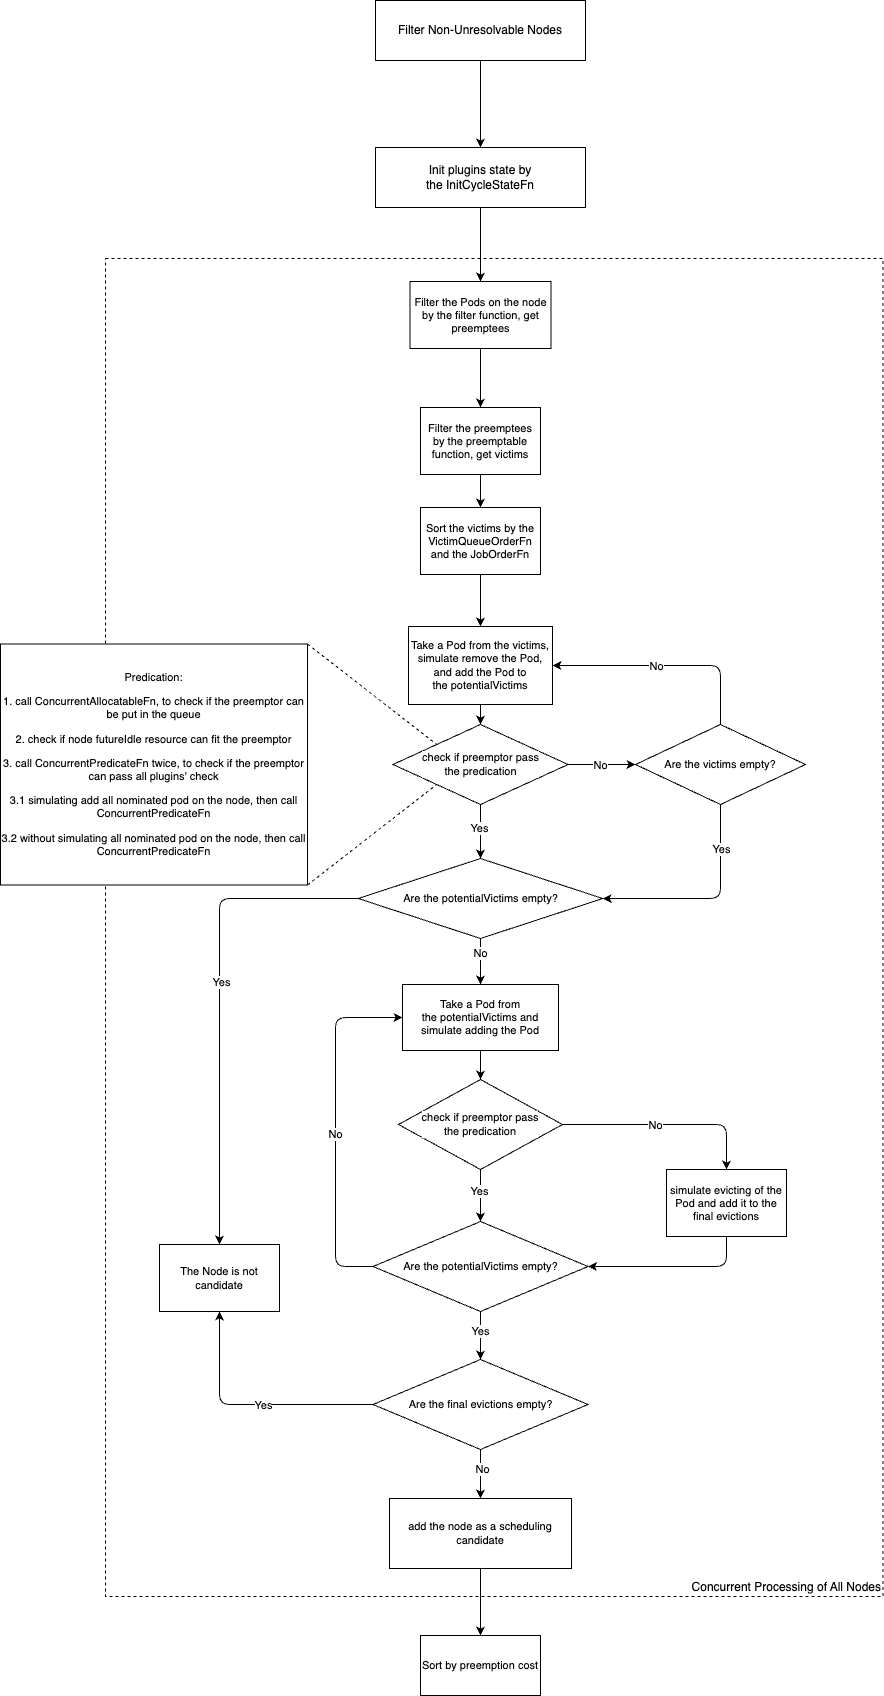 Filter Non-Unresolvable Nodes
Init plugins state by
the InitCycleStateFn
Filter the Pods on the node
by the filter function, get
preemptees
Filter the preemptees
by the preemptable
function, get victims
Sort the victims by the
VictimQueueOrderFn
and the JobOrderFn
Take a Pod from the victims,
simulate remove the Pod,
and add the Pod to
the potentialVictims
No
Predication:
1. call ConcurrentAllocatableFn, to check if the preemptor can
be put in the queue
2. check if node futureIdle resource can fit the preemptor
3. call ConcurrentPredicateFn twice, to check if the preemptor
can pass all plugins' check
3.1 simulating add all nominated pod on the node, then call
ConcurrentPredicateFn
3.2 without simulating all nominated pod on the node, then call
ConcurrentPredicateFn
check if preemptor pass
the predication
No
Are the victims empty?
Yes
Yes
Are the potentialVictims empty?
Yes
No
Take a Pod from
the potentialVictims and
simulate adding the Pod
check if preemptor pass
the predication
No
No
Yes
simulate evicting of the
Pod and add it to the
final evictions
Are the potentialVictims empty?
The Node is not
candidate
Yes
Are the final evictions empty?
Yes
No
add the node as a scheduling
candidate
Concurrent Processing of All Nodes
Sort by preemption cost